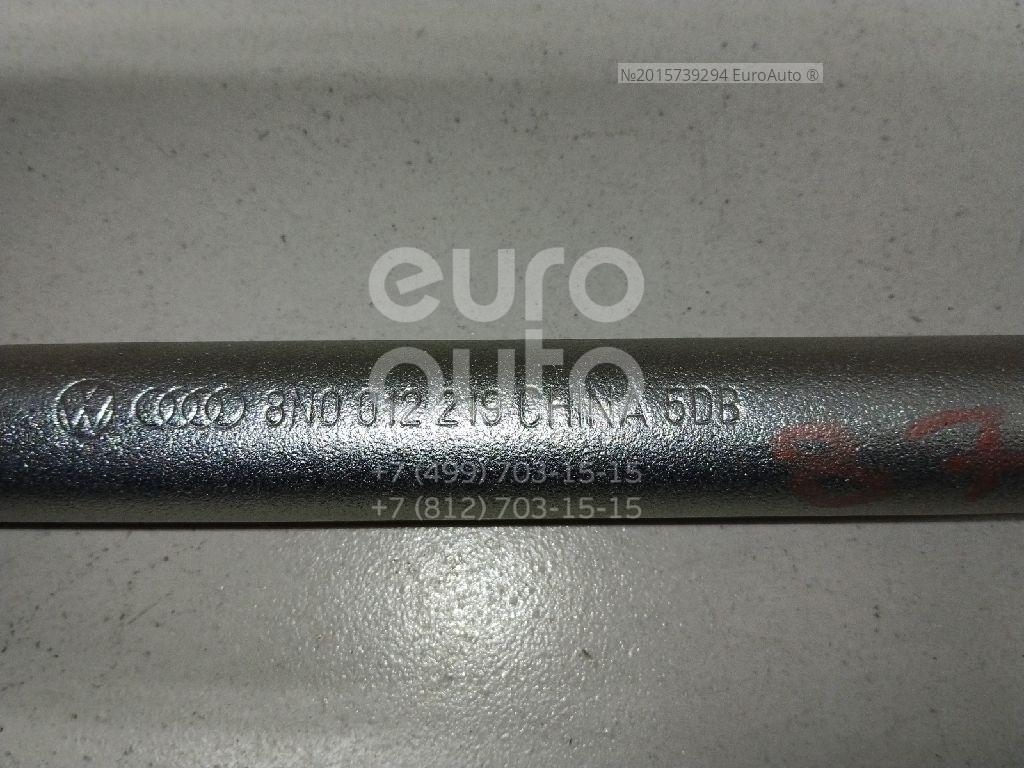 №2015739294 EuroAuto ®
euro
auto
8N0 012 219 CHINA 5DB
+7 (499) 703-15-15
+7 (812) 703-15-15
87